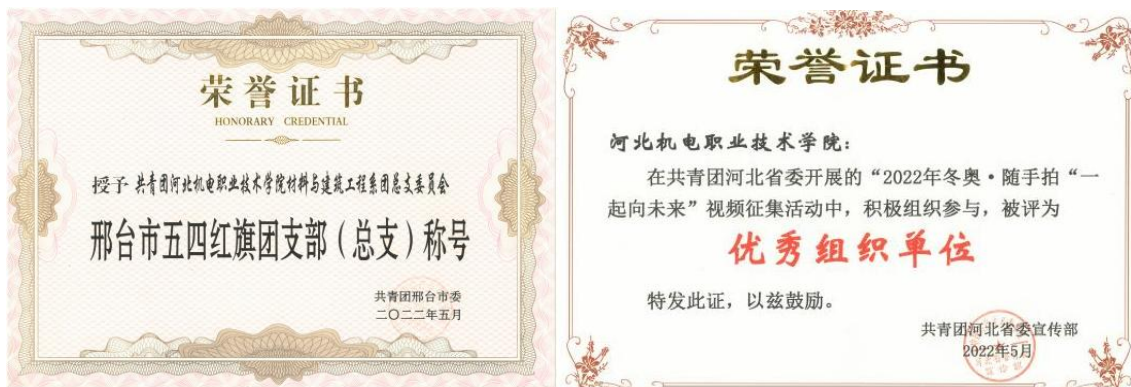 荣誉证书
HONORARY CREDENTIAL
授予 共青团河北机电职业技术学院材料与建筑工程系团总支委员会
邢台市五四红旗团支部（总支）称号
共青团邢台市委
二〇二二年五月
荣誉证书
河北机电职业技术学院：
在共青团河北省委开展的“2022年冬奥·随手拍“一
起向未来”视频征集活动中，积极组织参与，被评为
优秀组织单位
特发此证，以兹鼓励。
共青团河北省委宣传部
2022年5月